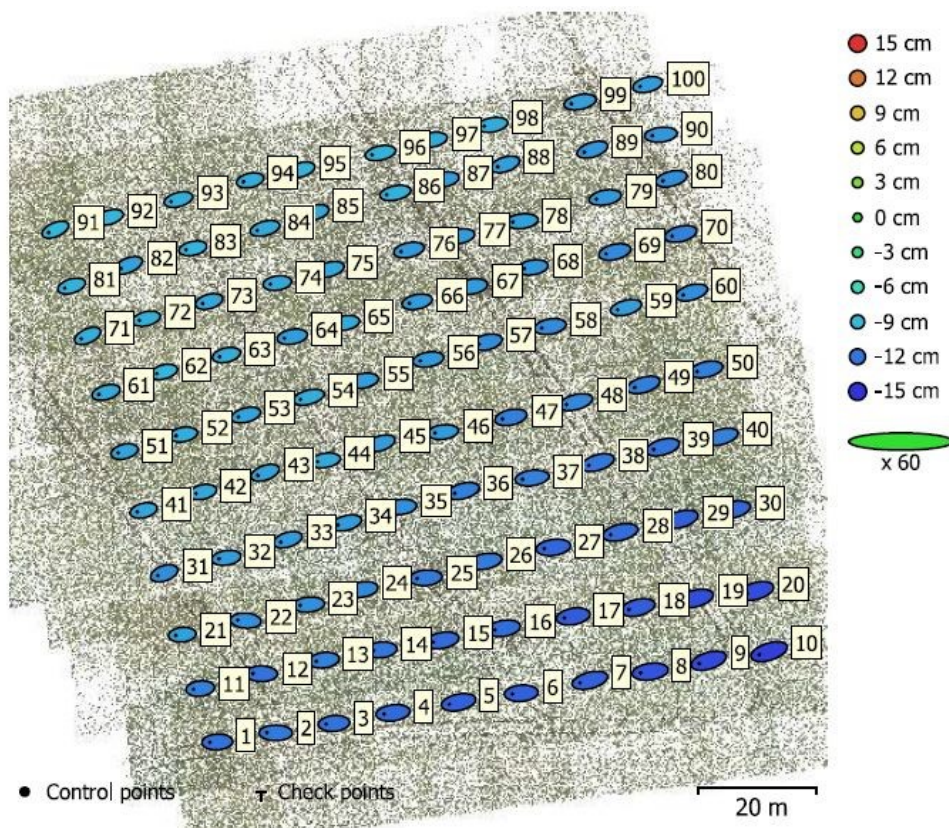 99 100
96 97 98 89 90
94 95 86 87 88 79 80
91 92 93 84 85 76 77 78 69 70
81 82 83 74 75 66 67 68 59 60
71 72 73 64 65 56 57 58 49 50
61 62 63 54 55 46 47 48 39 40
51 52 53 44 45 36 37 38 29 30
41 42 43 34 35 26 27 28 19 20
31 32 33 24 25 16 17 18 9 10
21 22 23 14 15 6 7 8
11 12 13 4 5
1 2 3
15 cm
12 cm
9 cm
6 cm
3 cm
0 cm
-3 cm
-6 cm
-9 cm
-12 cm
-15 cm
x 60
Control points
Check points
20 m